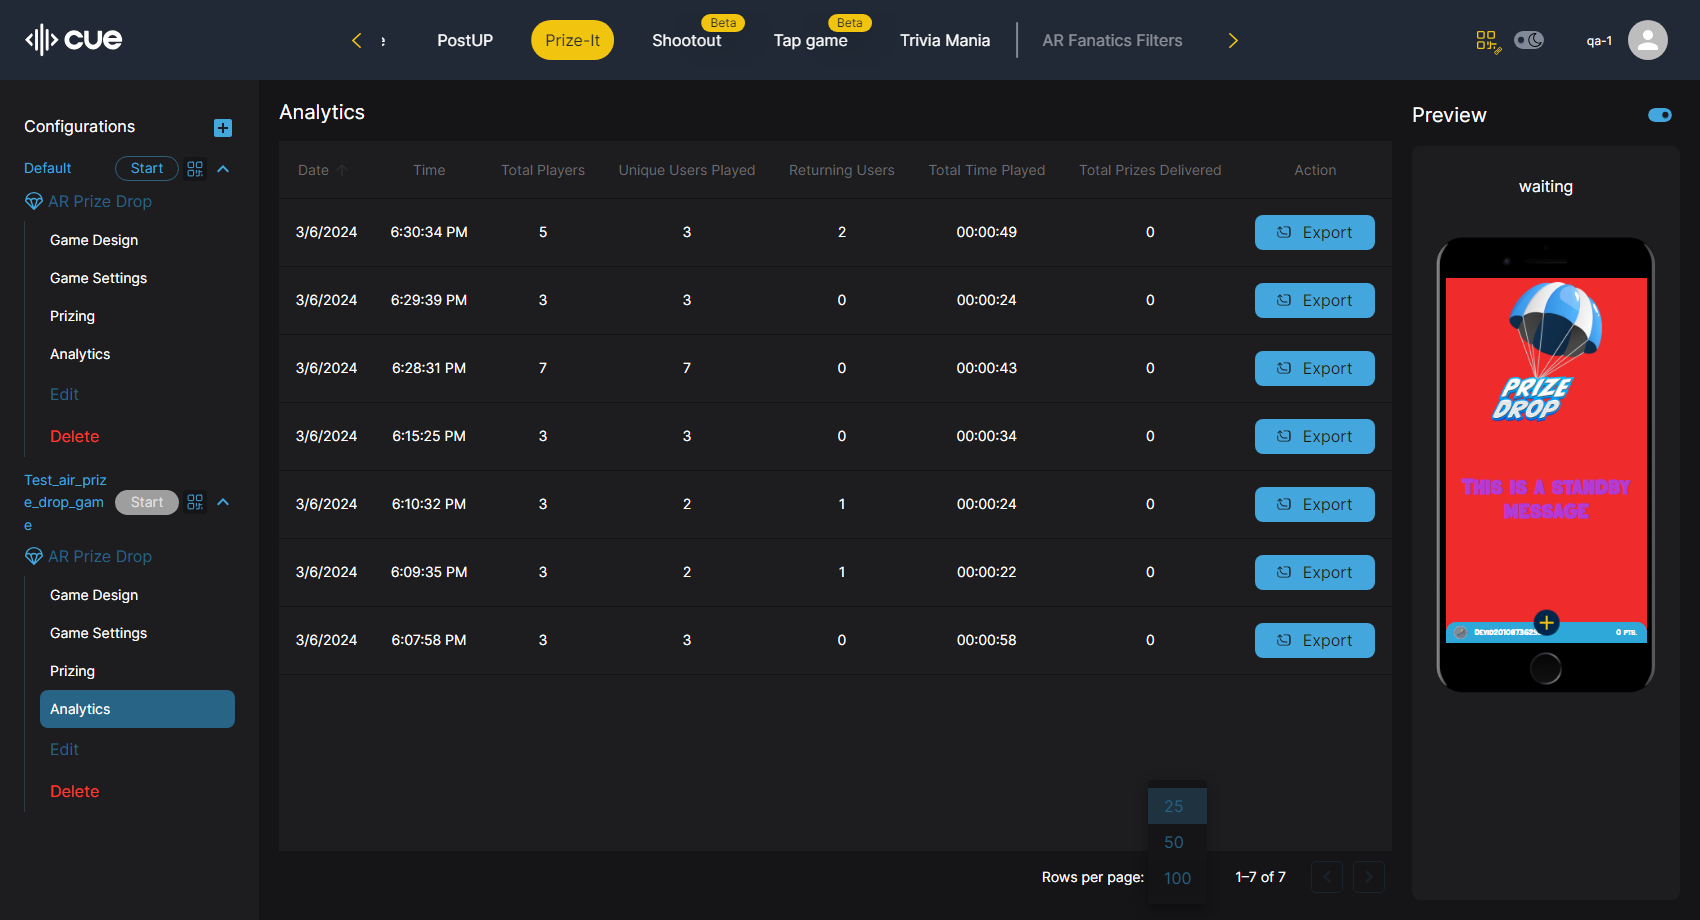 cue
e
PostUP
Prize-It
Shootout
Beta
Tap game
Beta
Trivia Mania
AR Fanatics Filters
qa-1
Configurations
Default
Start
AR Prize Drop
Game Design
Game Settings
Prizing
Analytics
Edit
Delete
Test_air_priz
e_drop_gam
e
Start
AR Prize Drop
Game Design
Game Settings
Prizing
Analytics
Edit
Delete
Analytics
Date Time Total Players Unique Users Played Returning Users Total Time Played Total Prizes Delivered Action
3/6/2024 6:30:34 PM 5 3 2 00:00:49 0 Export
3/6/2024 6:29:39 PM 3 3 0 00:00:24 0 Export
3/6/2024 6:28:31 PM 7 7 0 00:00:43 0 Export
3/6/2024 6:15:25 PM 3 3 0 00:00:34 0 Export
3/6/2024 6:10:32 PM 3 2 1 00:00:24 0 Export
3/6/2024 6:09:35 PM 3 2 1 00:00:22 0 Export
3/6/2024 6:07:58 PM 3 3 0 00:00:58 0 Export
25
50
100
Rows per page:
1–7 of 7
Preview
waiting
PRIZE
DROP
THIS IS A STANDBY
MESSAGE
0 PTS.